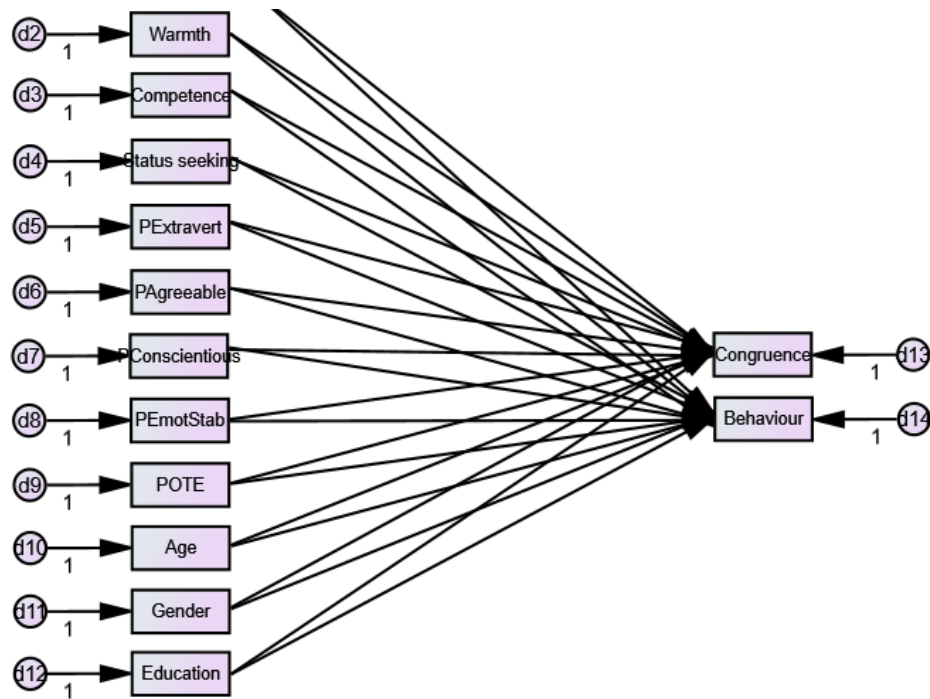 d2
1
Warmth
d3
1
Competence
d4
1
Status seeking
d5
1
PExtravert
d6
1
PAgreeable
d7
1
PConscientious
d8
1
PEmotStab
d9
1
POTE
d10
1
Age
d11
1
Gender
d12
1
Education
Congruence
1
d13
Behaviour
1
d14